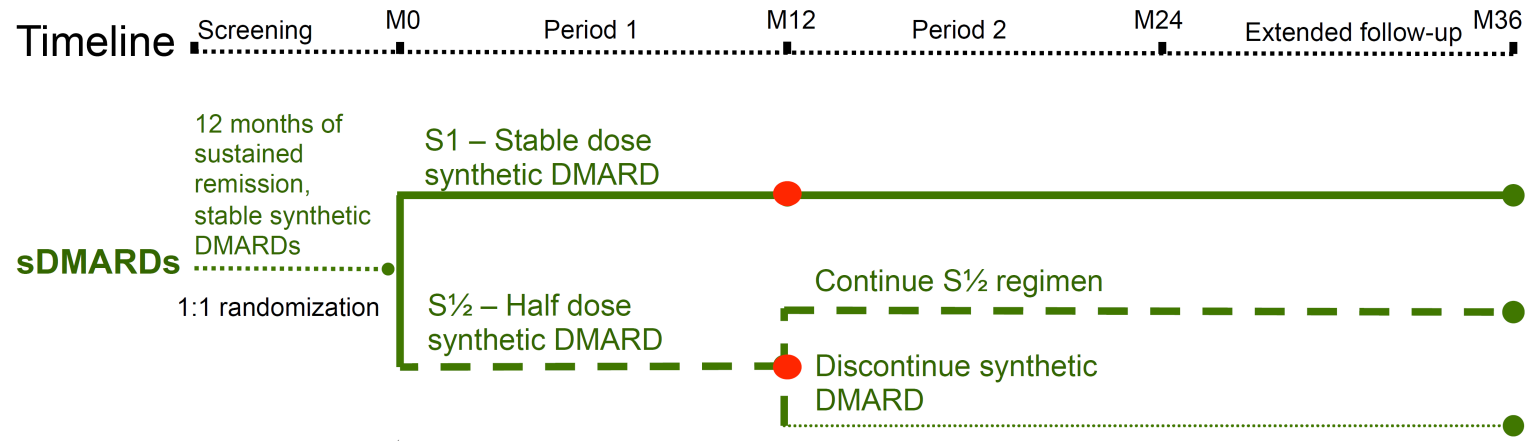 Timeline
Screening
M0
Period 1
M12
Period 2
M24
Extended follow-up
M36
12 months of
sustained
remission,
stable synthetic
DMARDs
sDMARDs
1:1 randomization
S1 – Stable dose
synthetic DMARD
S½ – Half dose
synthetic DMARD
Continue S½ regimen
Discontinue synthetic
DMARD